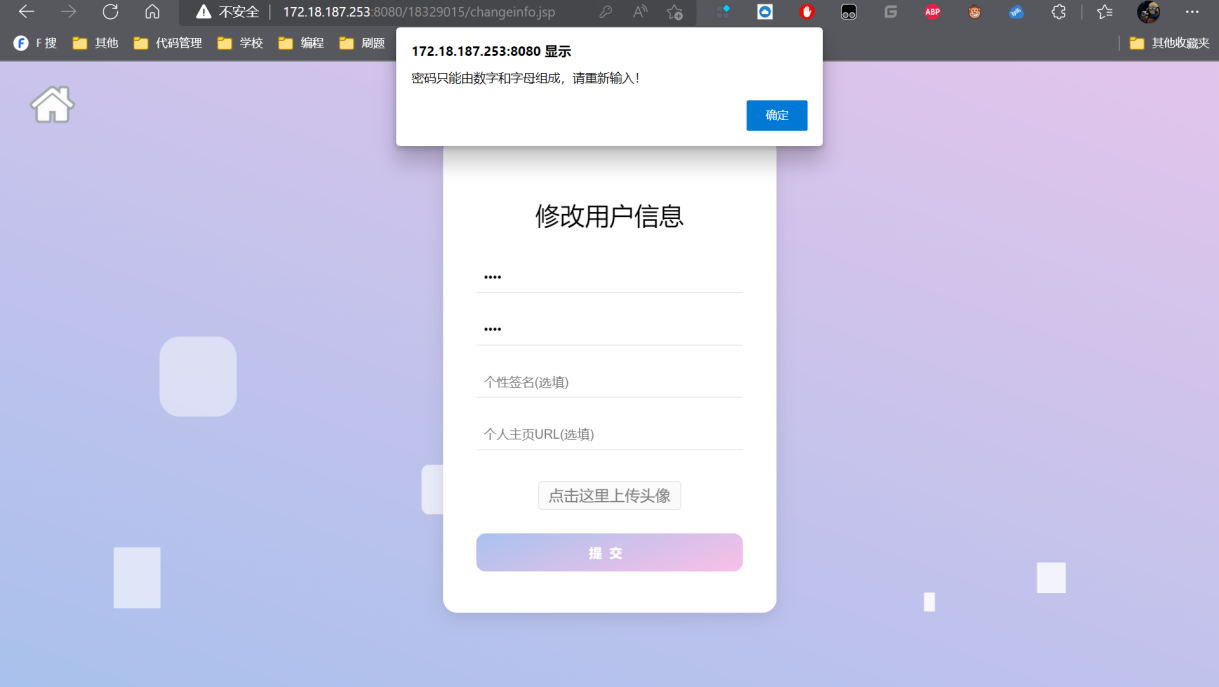 不安全 172.18.187.253:8080/18329015/changeinfo.jsp
F 搜 其他 代码管理 学校 编程 刷题 其他收藏夹
172.18.187.253:8080 显示
密码只能由数字和字母组成，请重新输入！
确定
修改用户信息
••••
••••
个性签名(选填)
个人主页URL(选填)
点击这里上传头像
提 交